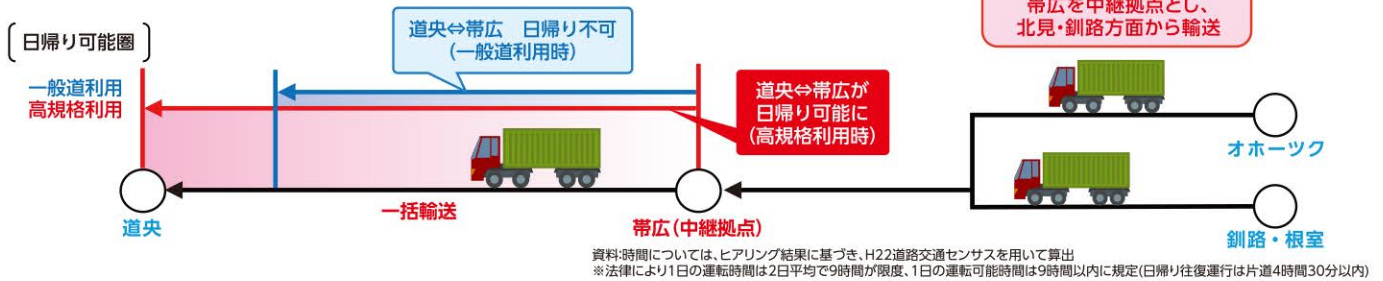 帯広を中継拠点とし、
北見・釧路方面から輸送
〔日帰り可能圏〕
道央⇔帯広　日帰り不可
(一般道利用時)
一般道利用
高規格利用
道央⇔帯広が
日帰り可能に
(高規格利用時)
オホーツク
道央
一括輸送
帯広(中継拠点)
釧路・根室
資料:時間については、ヒアリング結果に基づき、H22道路交通センサスを用いて算出
※法律により1日の運転時間は2日平均で9時間が限度、1日の運転可能時間は9時間以内に規定(日帰り往復運行は片道4時間30分以内)